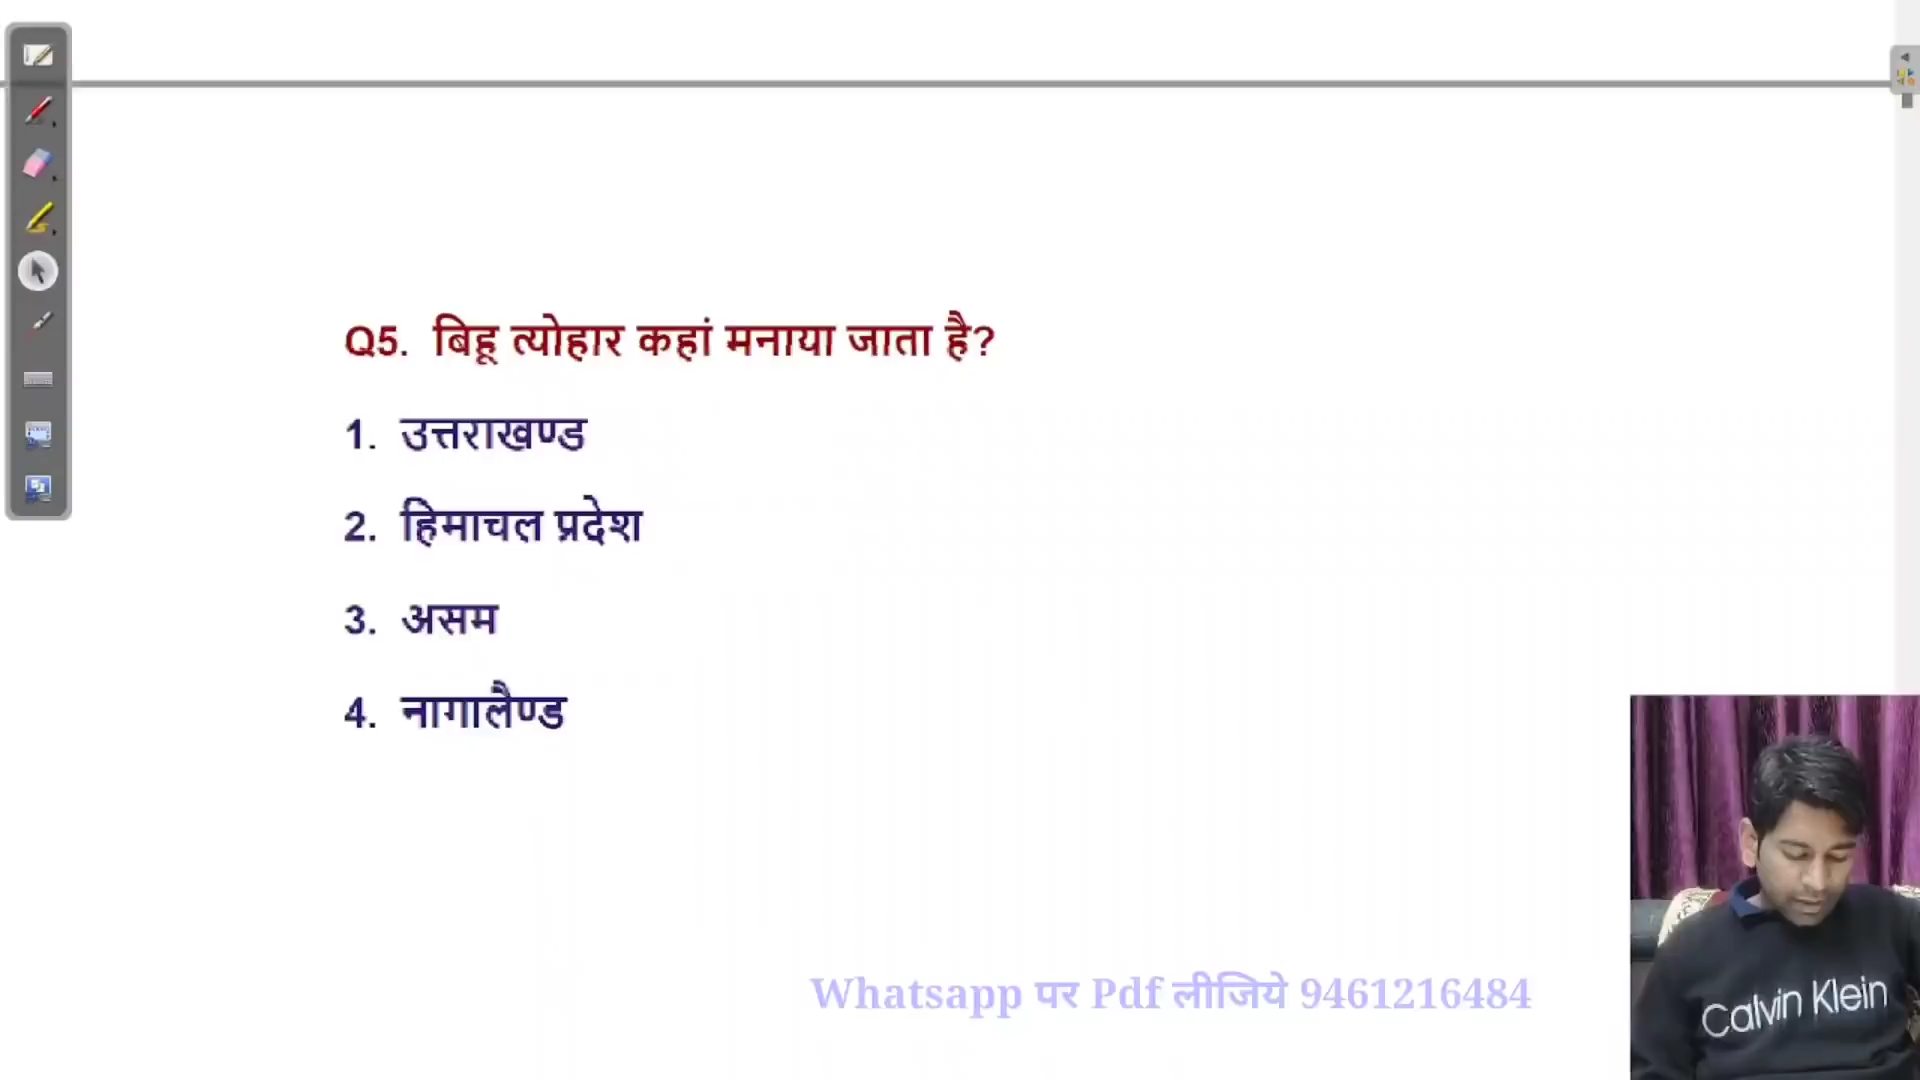 Q5. बिहू त्योहार कहां मनाया जाता है?
1. उत्तराखण्ड
2. हिमाचल प्रदेश
3. असम
4. नागालैण्ड
Whatsapp पर Pdf लीजिये 9461216484
Calvin Klein